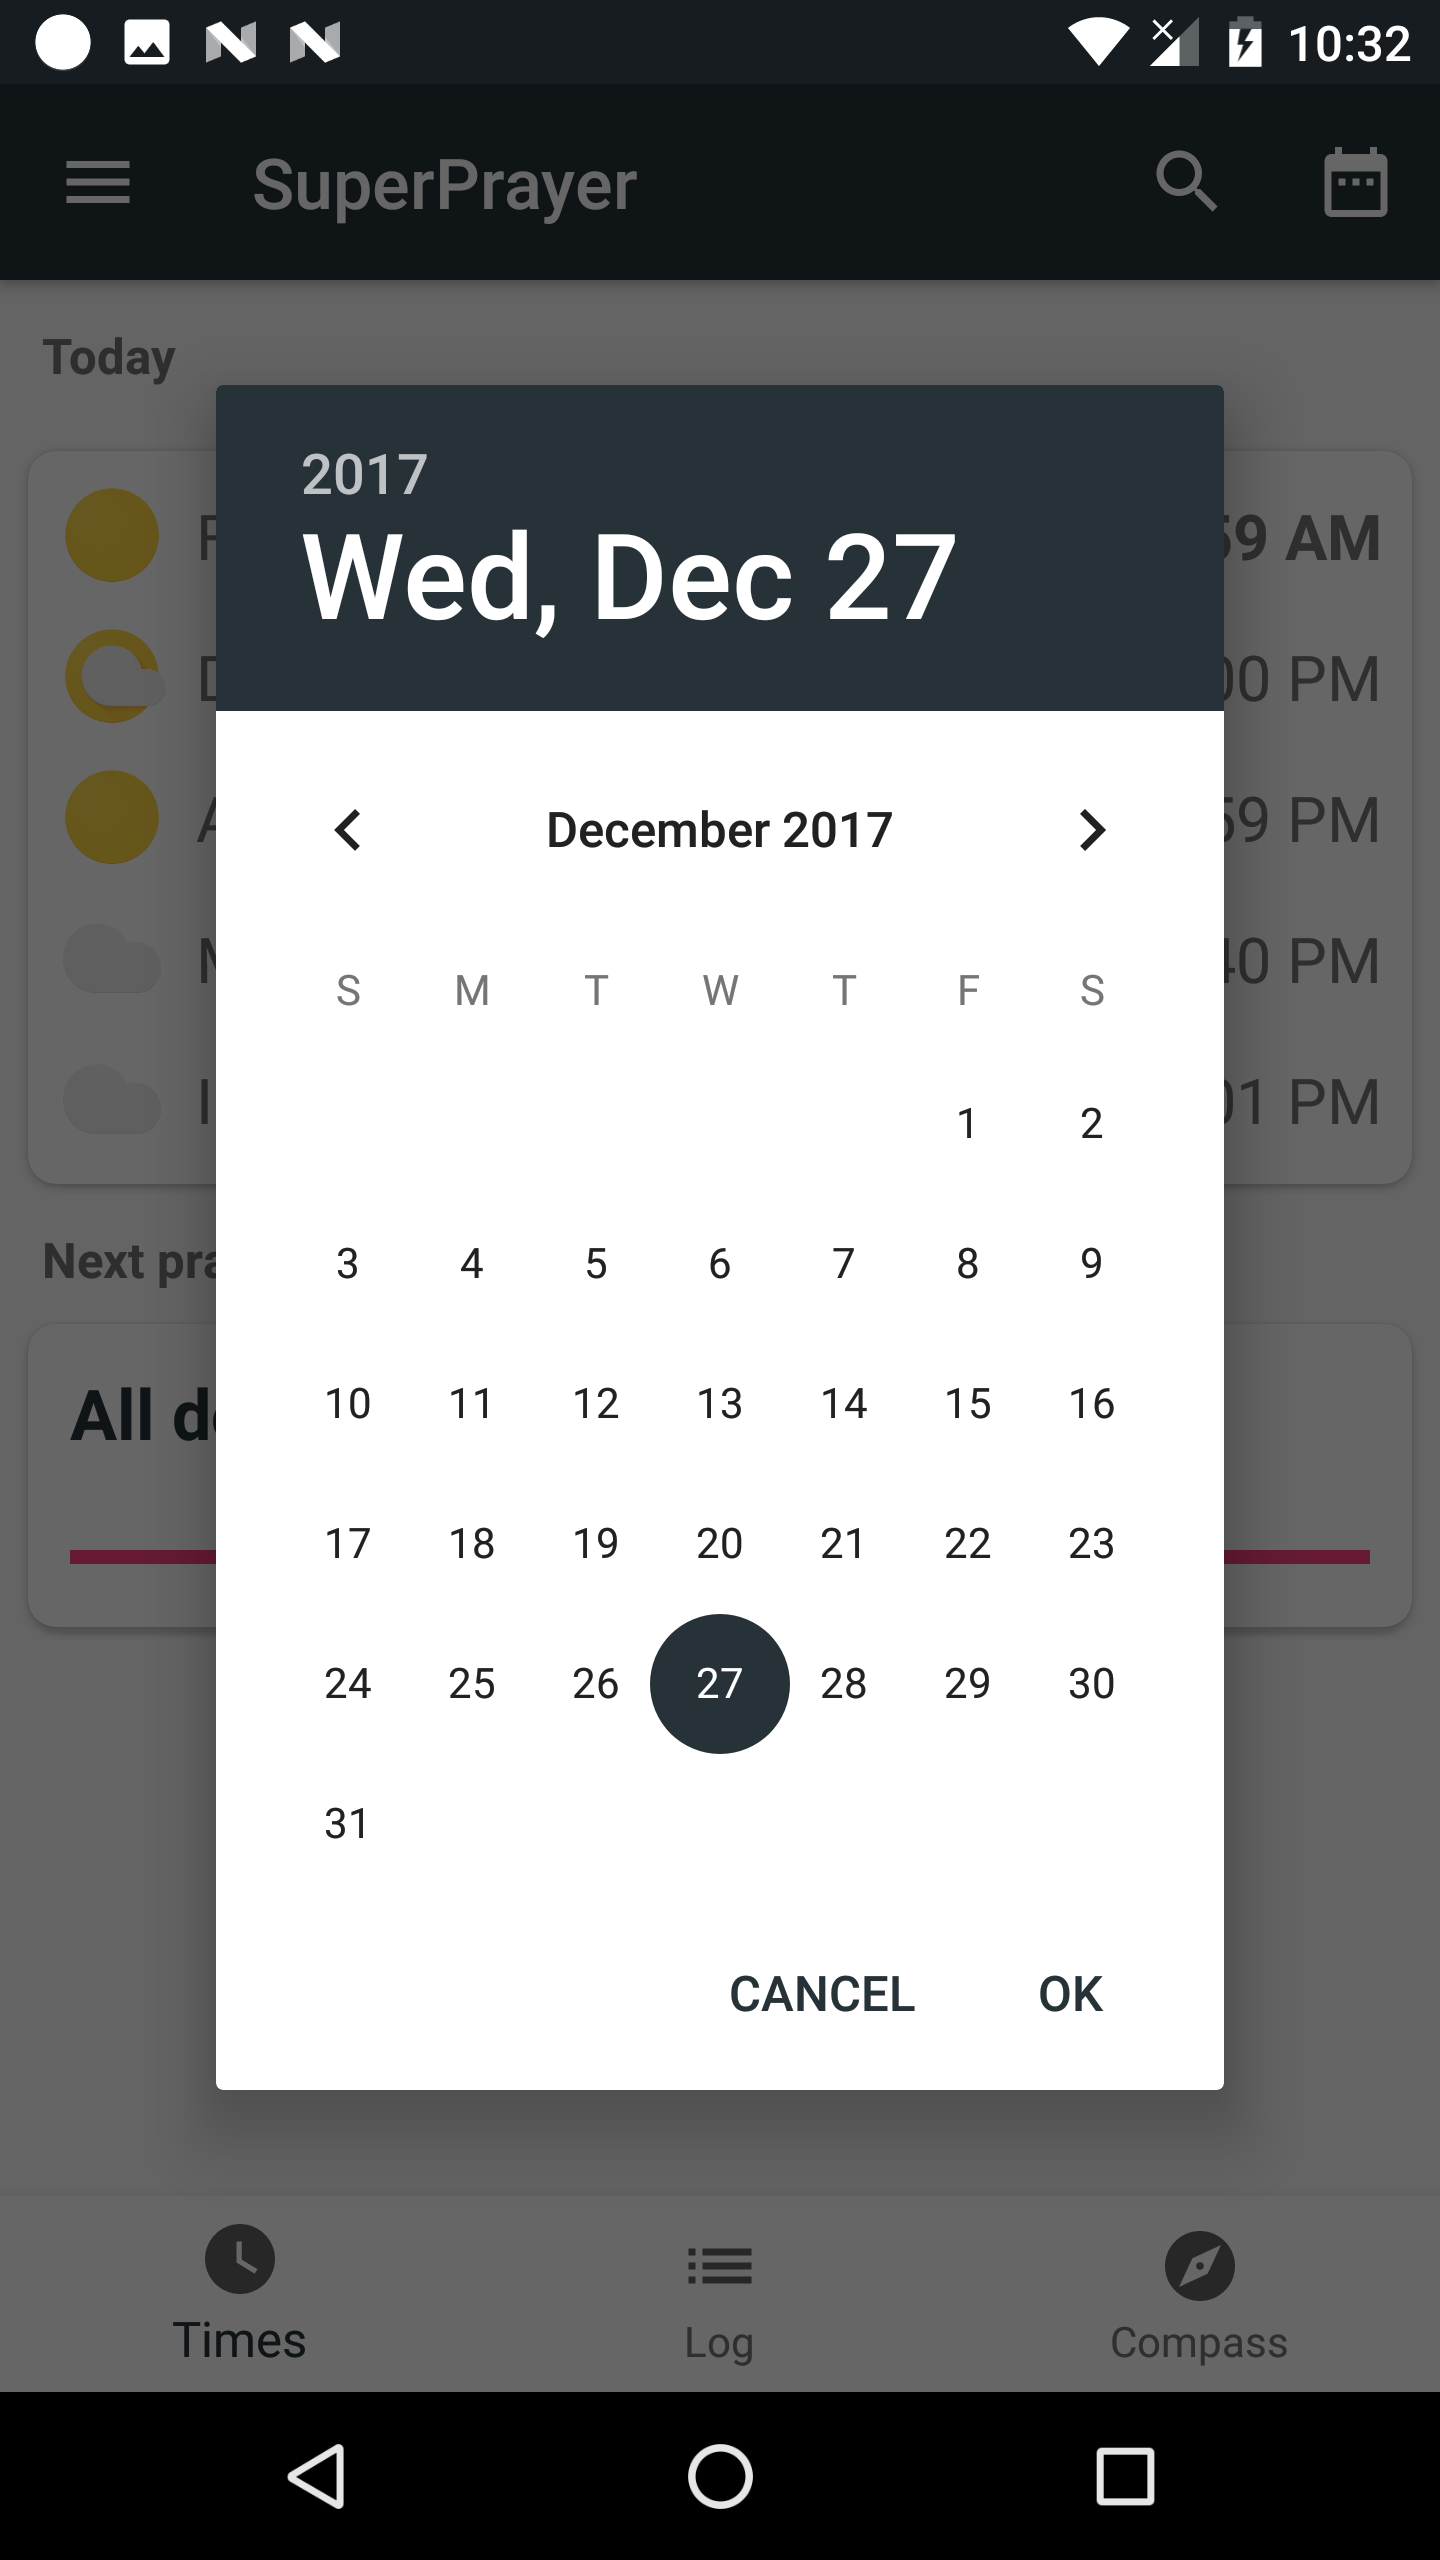 10:32
SuperPrayer
Today
2017
Wed, Dec 27
9 AM
00 PM
59 PM
40 PM
01 PM
December 2017
S M T W T F S
1 2
3 4 5 6 7 8 9
10 11 12 13 14 15 16
17 18 19 20 21 22 23
24 25 26 27 28 29 30
31
Next
All
CANCEL OK
Times Log Compass